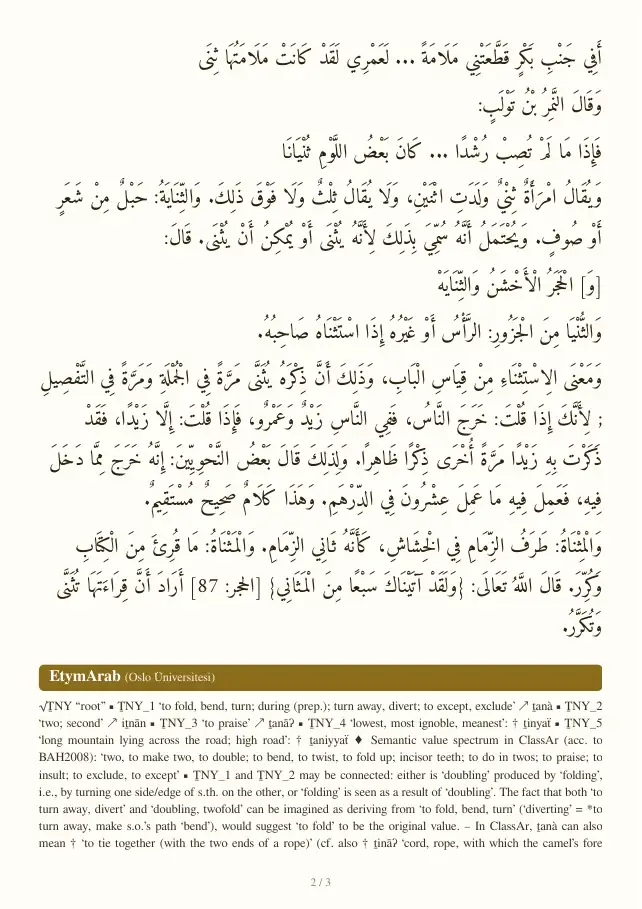 أَفِي جَنْبِ بَكْرٍ قَطَّعَتْنِي مَلَامَةً ... لَعَمْرِي لَقَدْ كَانَتْ مَلَامَتُهَا ثِنَى
وَقَالَ النَّمِرُ بْنُ تَوْلَبٍ:
فَإِذَا مَا لَمْ تُصِبْ رُشْدًا ... كَانَ بَعْضُ اللَّوْمِ ثُنْيَانَا
وَيُقَالُ امْرَأَةٌ ثِنْيٌ وَلَدَتِ اثْنَيْنِ، وَلَا يُقَالُ ثِلْثٌ وَلَا فَوْقَ ذَلِكَ. وَالثِّنَايَةُ: حَبْلٌ مِنْ شَعَرٍ
أَوْ صُوفٍ. وَيُحْتَمَلُ أَنَّهُ سُمِّيَ بِذَلِكَ لِأَنَّهُ يُثْنَى أَوْ يُمْكِنُ أَنْ يُثْنَى. قَالَ:
[وَ] الْحَجَرُ الْأَخْشَنُ وَالثِّنَايَهْ
وَالثُّنْيَا مِنَ الْجَزُورِ: الرَّأْسُ أَوْ غَيْرُهُ إِذَا اسْتَثْنَاهُ صَاحِبُهُ.
وَمَعْنَى الِاسْتِثْنَاءِ مِنْ قِيَاسِ الْبَابِ، وَذَلِكَ أَنَّ ذِكْرَهُ يُثَنَّى مَرَّةً فِي الْجُمْلَةِ وَمَرَّةً فِي التَّفْصِيلِ
; لِأَنَّكَ إِذَا قُلْتَ: خَرَجَ النَّاسُ، فَفِي النَّاسِ زَيْدٌ وَعَمْرٌو، فَإِذَا قُلْتَ: إِلَّا زَيْدًا، فَقَدْ
ذَكَرْتَ بِهِ زَيْدًا مَرَّةً أُخْرَى ذِكْرًا ظَاهِرًا. وَلِذَلِكَ قَالَ بَعْضُ النَّحْوِيِّينَ: إِنَّهُ خَرَجَ مِمَّا دَخَلَ
فِيهِ، فَعَمِلَ فِيهِ مَا عَمِلَ عِشْرُونَ فِي الدِّرْهَمِ. وَهَذَا كَلَامٌ صَحِيحٌ مُسْتَقِيمٌ.
وَالْمِثْنَاةُ: طَرَفُ الزِّمَامِ فِي الْخِشَاشِ، كَأَنَّهُ ثَانِي الزِّمَامِ. وَالْمَثْنَاةُ: مَا قُرِئَ مِنَ الْكِتَابِ
وَكُرِّرَ. قَالَ اللَّهُ تَعَالَى: {وَلَقَدْ آتَيْنَاكَ سَبْعًا مِنَ الْمَثَانِي} [الحجر: 87] أَرَادَ أَنَّ قِرَاءَتَهَا تُثَنَّى
وَتُكَرَّرُ.
EtymArab (Oslo Üniversitesi)
√ṮNY “root” ▪ ṮNY_1 ‘to fold, bend, turn; during (prep.); turn away, divert; to except, exclude’ ↗ ṯanà ▪ ṮNY_2
‘two; second’ ↗ iṯnān ▪ ṮNY_3 ‘to praise’ ↗ ṯanāʔ ▪ ṮNY_4 ‘lowest, most ignoble, meanest’: † ṯinyaẗ ▪ ṮNY_5
‘long mountain lying across the road; high road’: † ṯaniyyaẗ ♦ Semantic value spectrum in ClassAr (acc. to
BAH2008): ‘two, to make two, to double; to bend, to twist, to fold up; incisor teeth; to do in twos; to praise; to
insult; to exclude, to except’ ▪ ṮNY_1 and ṮNY_2 may be connected: either is ‘doubling’ produced by ‘folding’,
i.e., by turning one side/edge of s.th. on the other, or ‘folding’ is seen as a result of ‘doubling’. The fact that both ‘to
turn away, divert’ and ‘doubling, twofold’ can be imagined as deriving from ‘to fold, bend, turn’ (‘diverting’ = *to
turn away, make s.o.’s path ‘bend’), would suggest ‘to fold’ to be the original value. – In ClassAr, ṯanà can also
mean † ‘to tie together (with the two ends of a rope)’ (cf. also † ṯināʔ ‘cord, rope, with which the camel’s fore
2 / 3